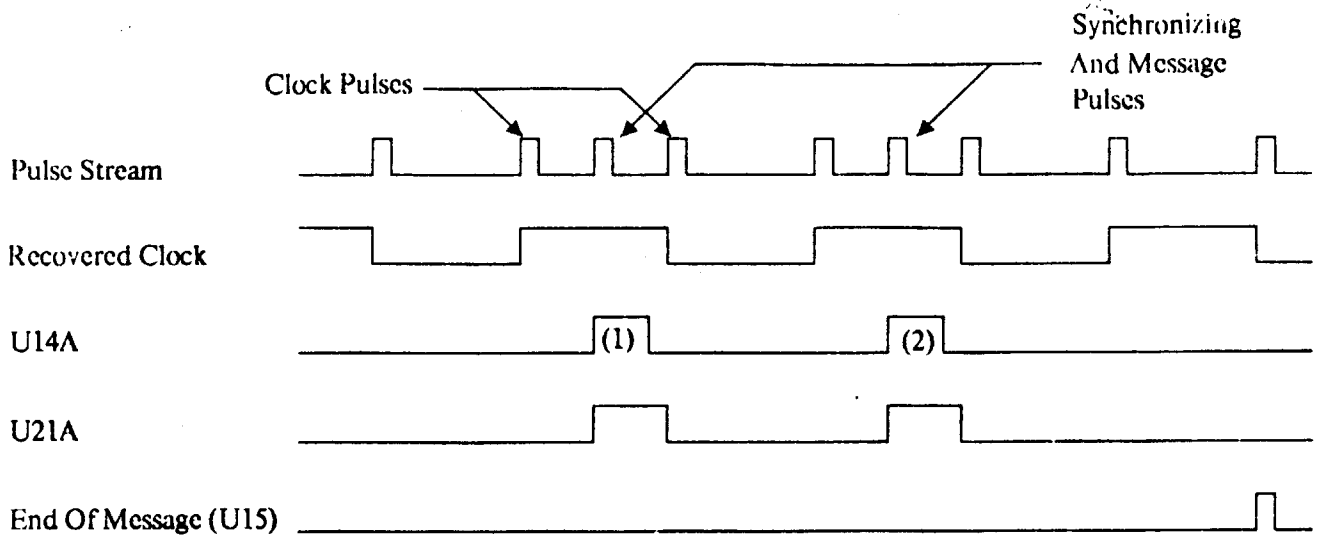 Synchronizing
And Message
Pulses
Clock Pulses
Pulse Stream
Recovered Clock
U14A
(1)
(2)
U21A
End Of Message (U15)